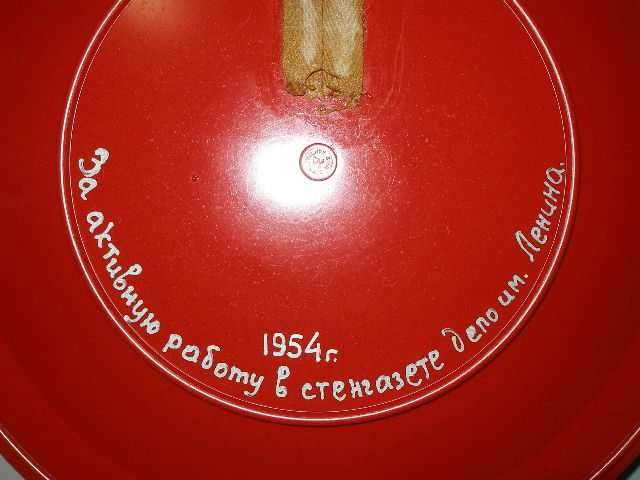 За активную работу в стенгазете депо им. Ленина.
1954г.